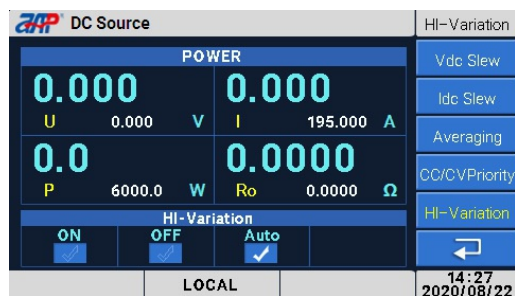 AAP DC Source HI-Variation
POWER
0.000 0.000
U 0.000 V I 195.000 A
0.0 0.0000
P 6000.0 W Ro 0.0000 Ω
HI-Variation
ON OFF Auto
Vdc Slew
Idc Slew
Averaging
CC/CVPriority
HI-Variation
LOCAL
14:27
2020/08/22